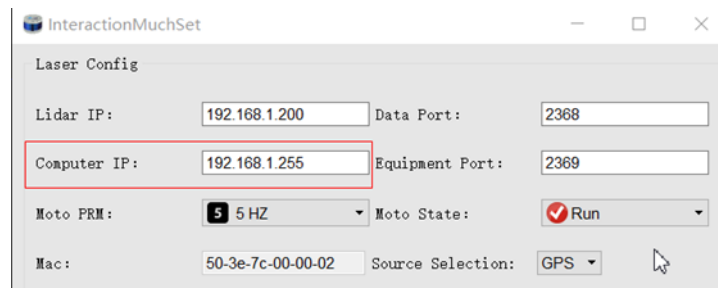 InteractionMuchSet
Laser Config
Lidar IP: 192.168.1.200 Data Port: 2368
Computer IP: 192.168.1.255 Equipment Port: 2369
Moto PRM: 5 5 HZ Moto State: Run
Mac: 50-3e-7c-00-00-02 Source Selection: GPS